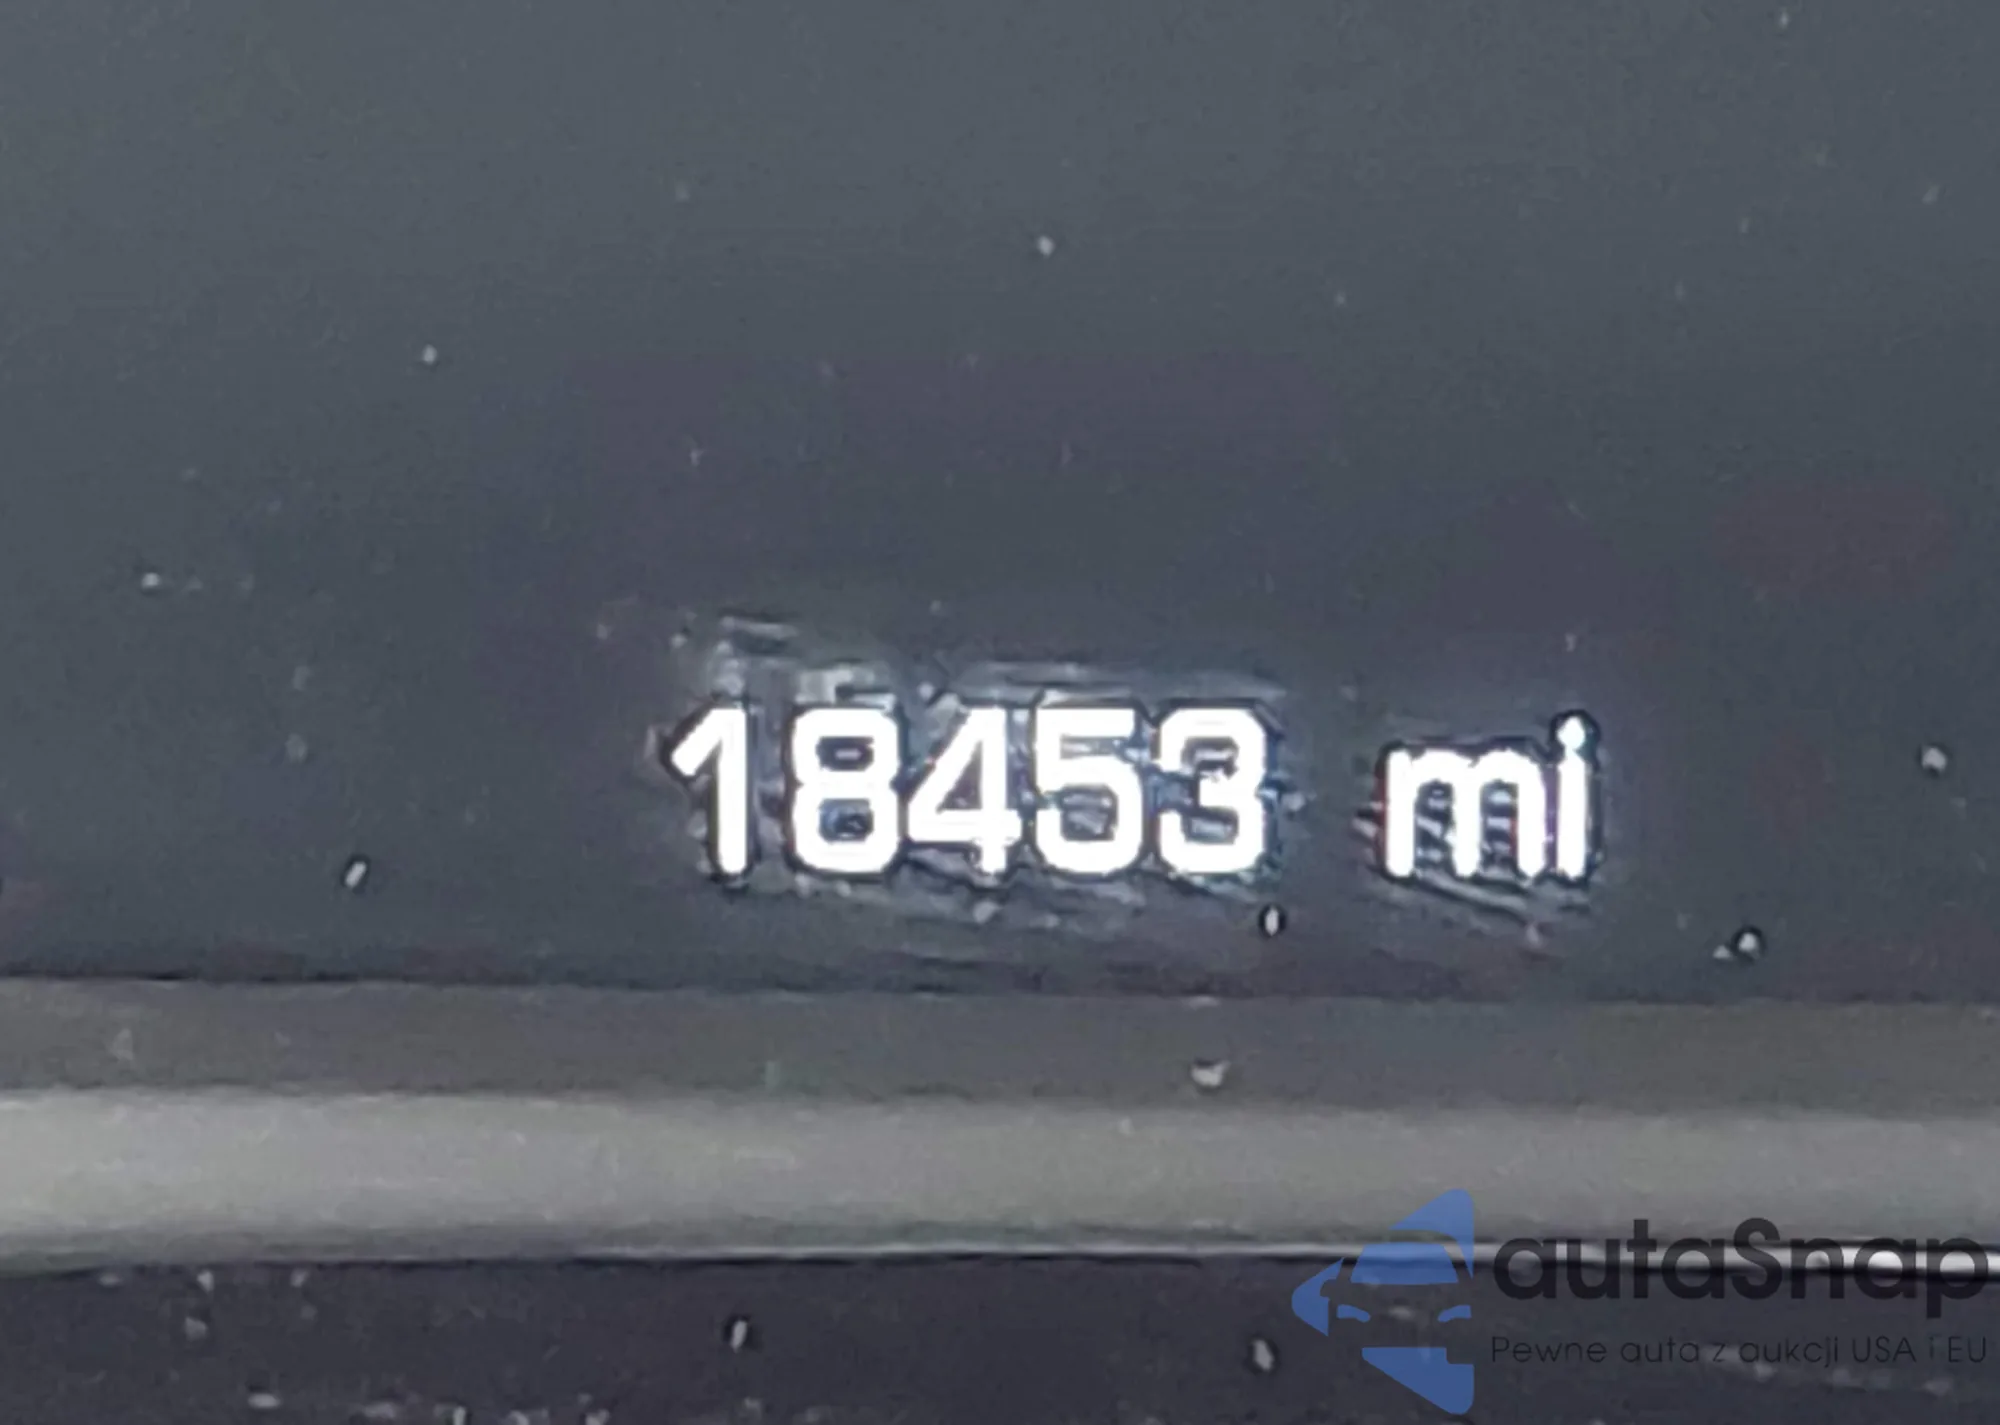 18453 mi
autaSnap
Pewne auta z aukcji USA i EU